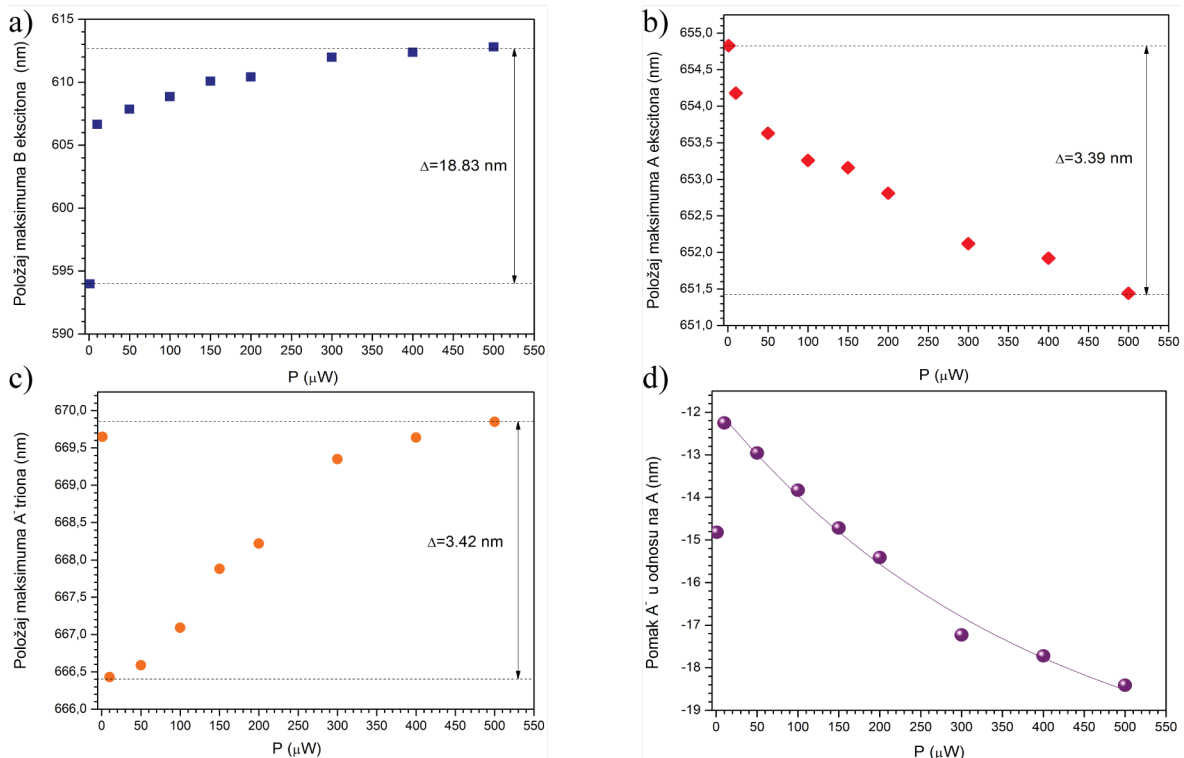 a)
Položaj maksimuma B ekscitona (nm)
615
610
605
600
595
590
Δ=18.83 nm
0 50 100 150 200 250 300 350 400 450 500 550
P (µW)
b)
Položaj maksimuma A ekscitona (nm)
655,0
654,5
654,0
653,5
653,0
652,5
652,0
651,5
651,0
Δ=3.39 nm
0 50 100 150 200 250 300 350 400 450 500 550
P (µW)
c)
Položaj maksimuma A⁻ triona (nm)
670,0
669,5
669,0
668,5
668,0
667,5
667,0
666,5
666,0
Δ=3.42 nm
0 50 100 150 200 250 300 350 400 450 500 550
P (µW)
d)
Pomak A⁻ u odnosu na A (nm)
-12
-13
-14
-15
-16
-17
-18
-19
0 50 100 150 200 250 300 350 400 450 500 550
P (µW)